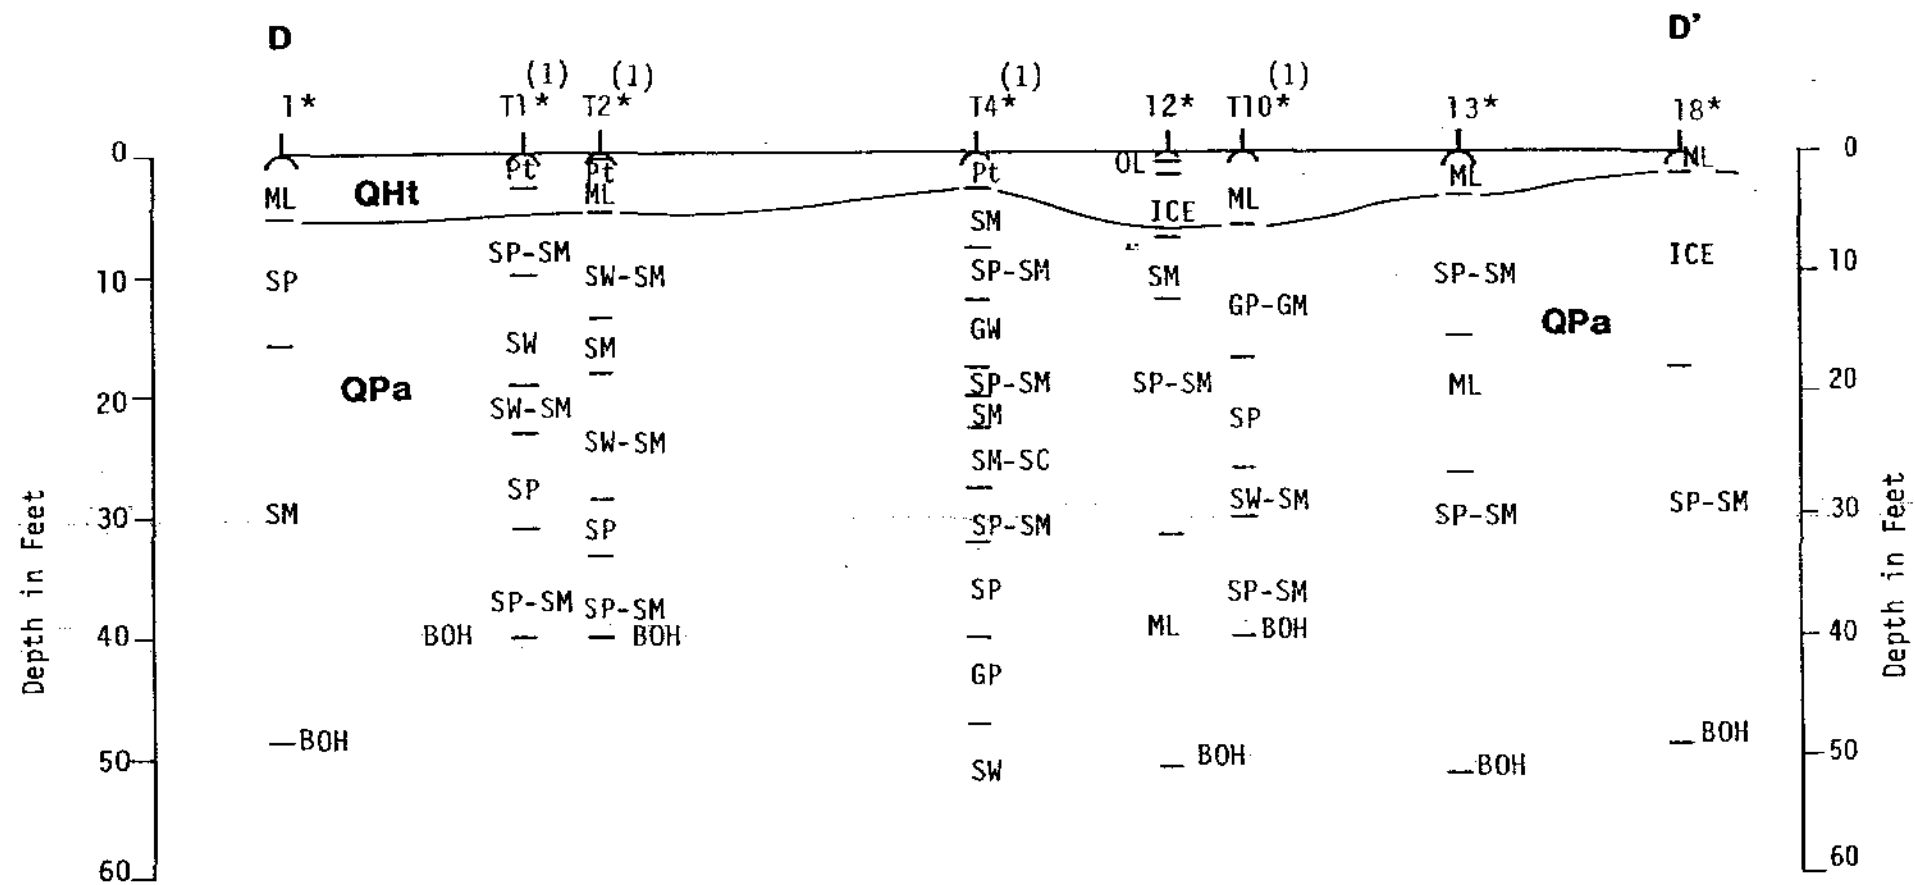 D D'
(1) (1) (1) (1)
1* T1* T2* T4* 12* T10* 13* 18*
0 0
Pt Pt Pt OL ML ML
ML QHt ML ML
SM ICE
SP-SM ICE
10 SP SW-SM SP-SM SM SP-SM 10
GP-GM
SW SM GW QPa
QPa SP-SM SP-SM ML 20
20 SW-SM SM SP
SW-SM SM-SC
SP
30 SM SP SP-SM SW-SM SP-SM SP-SM 30
SP-SM SP-SM SP SP-SM
40 BOH BOH ML BOH 40
GP
BOH BOH
50 SW BOH BOH 50
60 60
Depth in Feet
Depth in Feet